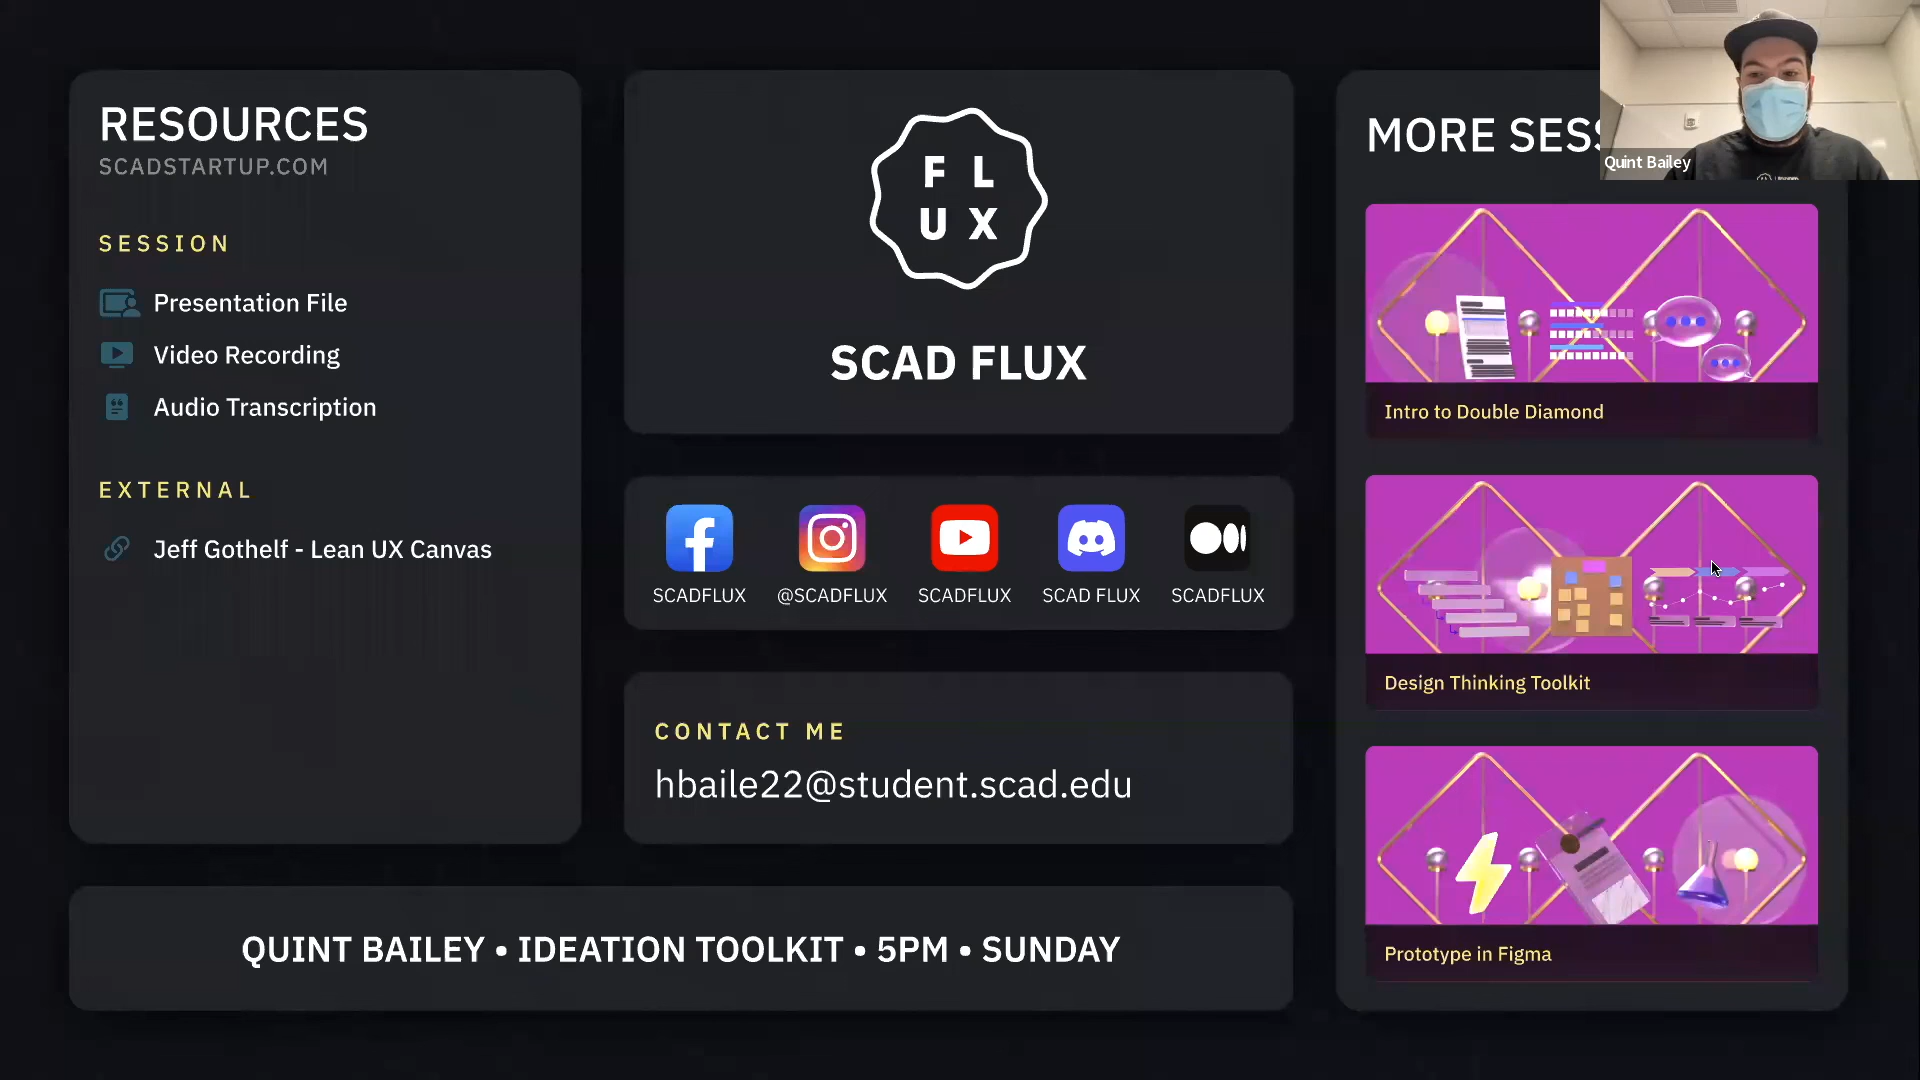 RESOURCES
SCADSTARTUP.COM
SESSION
Presentation File
Video Recording
Audio Transcription
EXTERNAL
Jeff Gothelf - Lean UX Canvas
F L
U X
SCAD FLUX
SCADFLUX
@SCADFLUX
SCADFLUX
SCAD FLUX
SCADFLUX
CONTACT ME
hbaile22@student.scad.edu
QUINT BAILEY • IDEATION TOOLKIT • 5PM • SUNDAY
MORE SESS
Quint Bailey
Intro to Double Diamond
Design Thinking Toolkit
Prototype in Figma